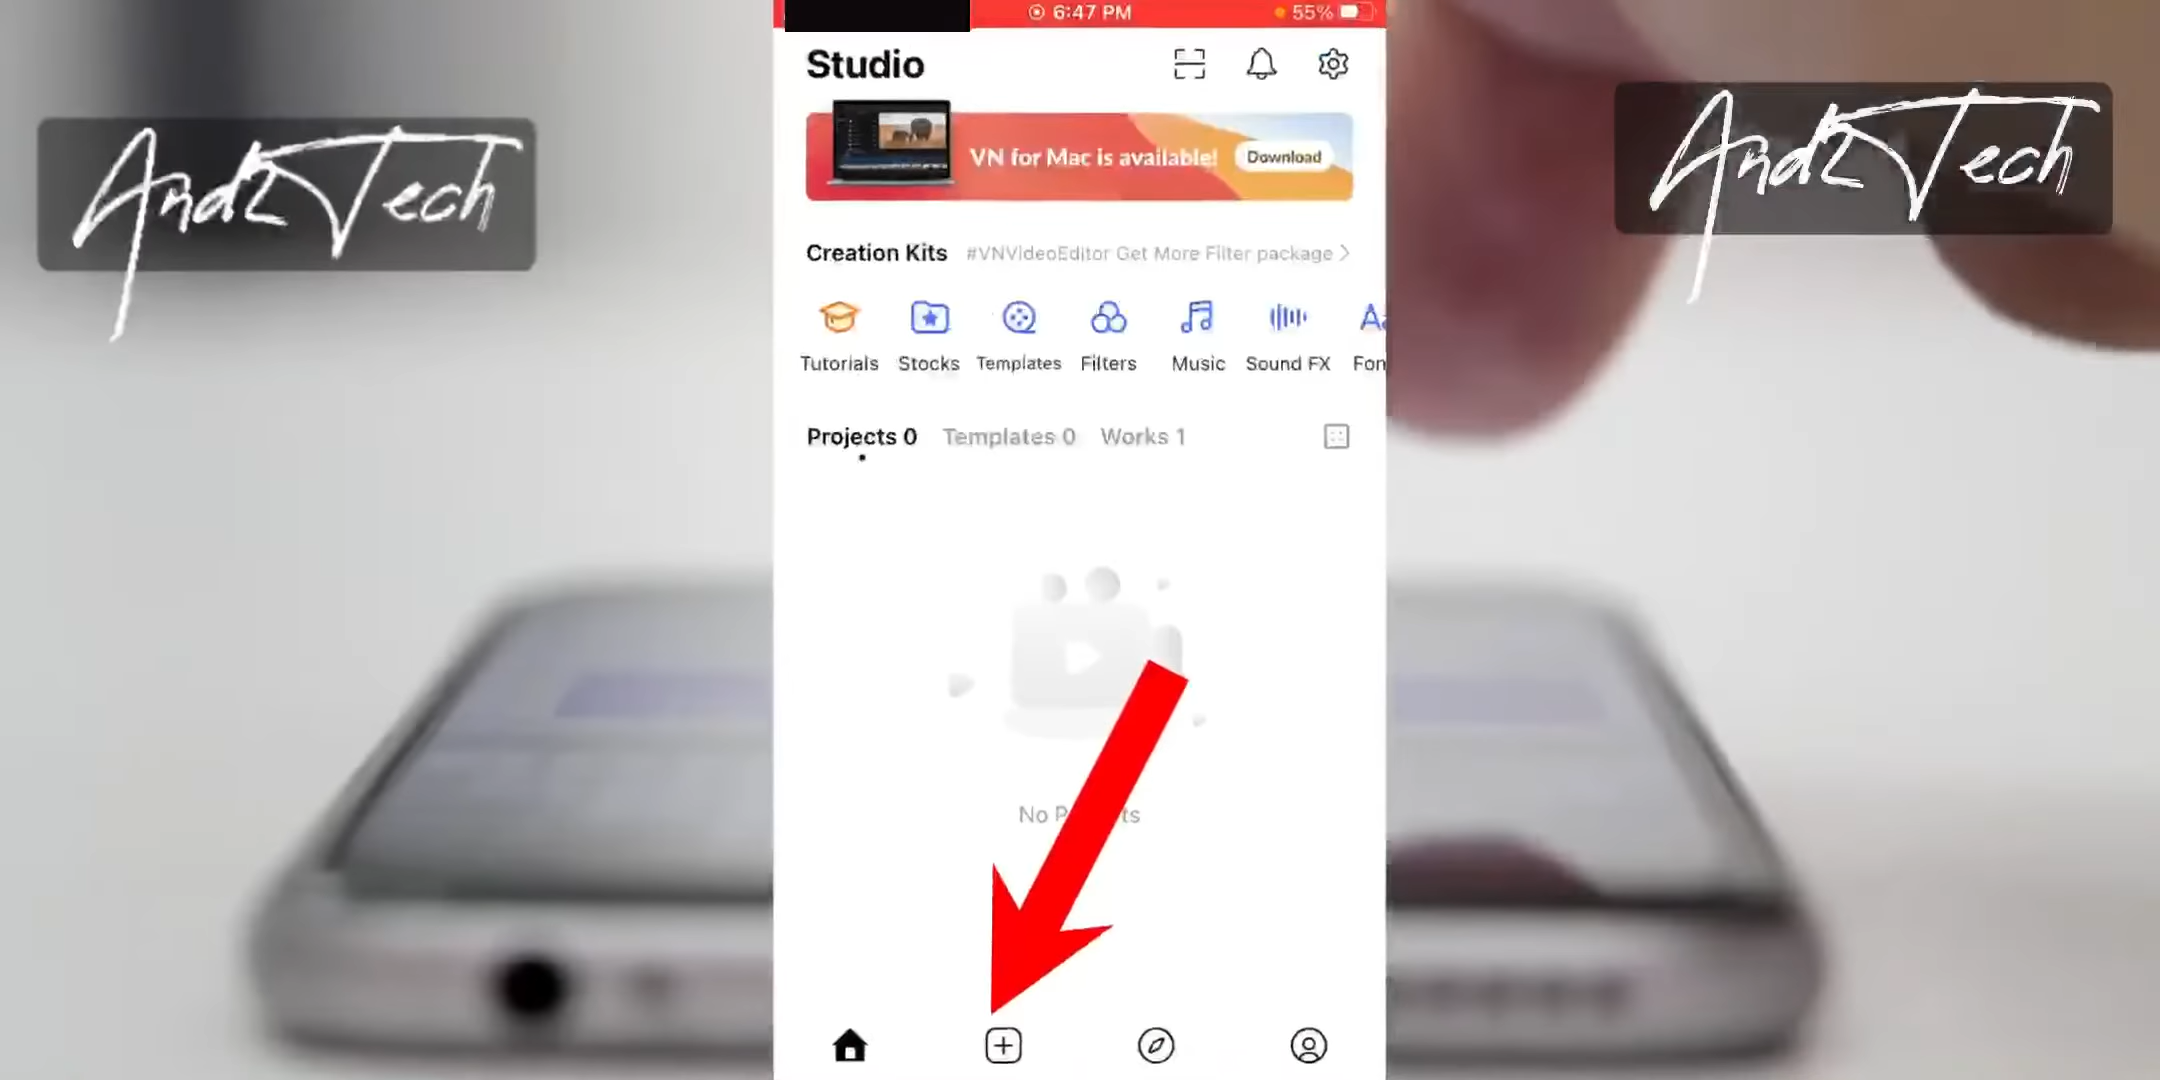 6:47 PM
55%
Studio
AndzTech
AndzTech
VN for Mac is available!
Download
Creation Kits
#VNVideoEditor Get More Filter package
Tutorials
Stocks
Templates
Filters
Music
Sound FX
Fon
Projects 0
Templates 0
Works 1